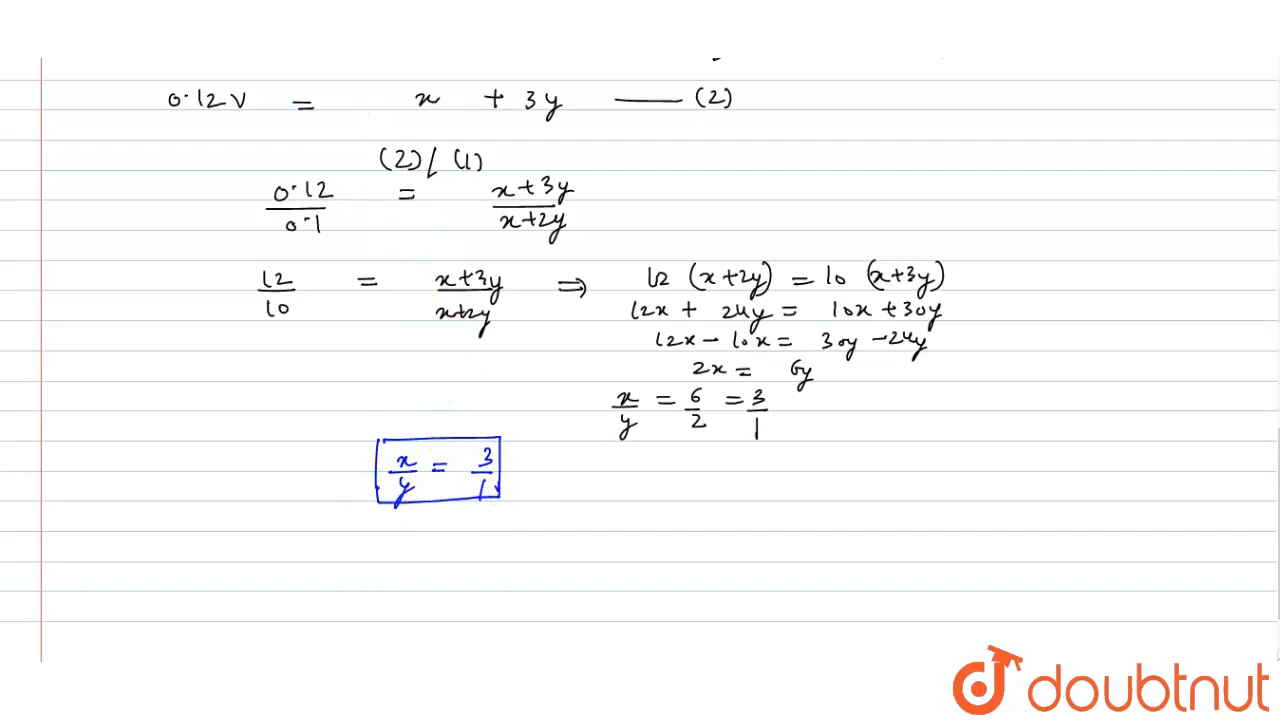 0.12 V = x + 3y —— (2)
(2)/(1)
0.12/0.1 = x+3y/x+2y
12/10 = x+3y/x+2y ⇒ 12 (x+2y) = 10 (x+3y)
12x + 24y = 10x + 30y
12x - 10x = 30y - 24y
2x = 6y
x/y = 6/2 = 3/1
x/y = 3/1
doubtnut